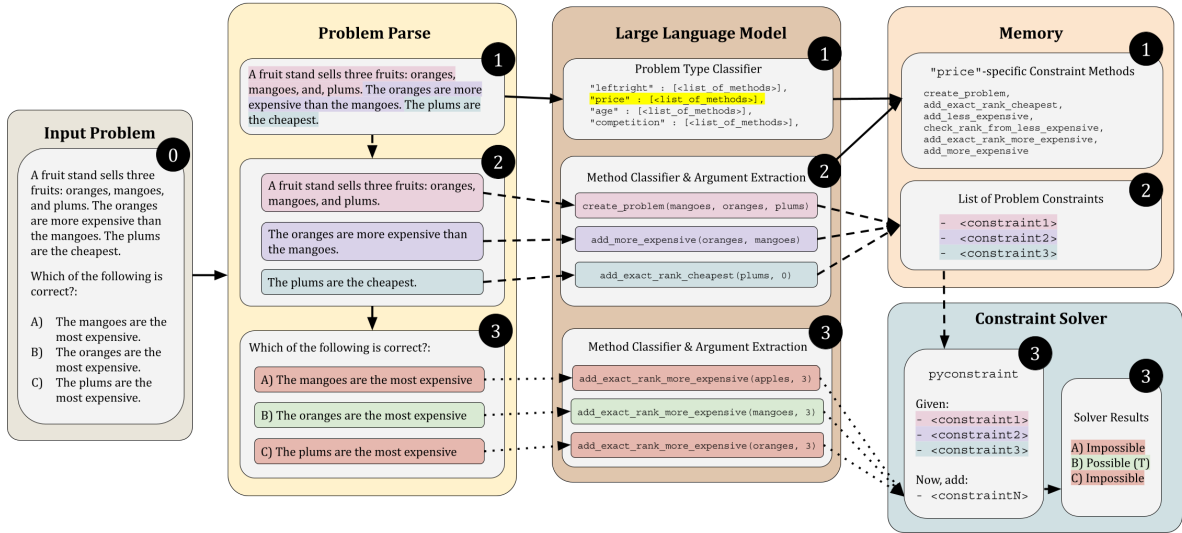 Input Problem
0
A fruit stand sells three
fruits: oranges, mangoes,
and plums. The oranges
are more expensive than
the mangoes. The plums
are the cheapest.
Which of the following is
correct?:
A) The mangoes are the
most expensive.
B) The oranges are the
most expensive.
C) The plums are the
most expensive.
Problem Parse
1
A fruit stand sells three fruits: oranges,
mangoes, and, plums. The oranges are more
expensive than the mangoes. The plums are
the cheapest.
2
A fruit stand sells three fruits: oranges,
mangoes, and plums.
The oranges are more expensive than
the mangoes.
The plums are the cheapest.
3
Which of the following is correct?:
A) The mangoes are the most expensive
B) The oranges are the most expensive
C) The plums are the most expensive
Large Language Model
1
Problem Type Classifier
"leftright" : [<list_of_methods>],
"price" : [<list_of_methods>],
"age" : [<list_of_methods>],
"competition" : [<list_of_methods>],
2
Method Classifier & Argument Extraction
create_problem(mangoes, oranges, plums)
add_more_expensive(oranges, mangoes)
add_exact_rank_cheapest(plums, 0)
3
Method Classifier & Argument Extraction
add_exact_rank_more_expensive(apples, 3)
add_exact_rank_more_expensive(mangoes, 3)
add_exact_rank_more_expensive(oranges, 3)
Memory
1
"price"-specific Constraint Methods
create_problem,
add_exact_rank_cheapest,
add_less_expensive,
check_rank_from_less_expensive,
add_exact_rank_more_expensive,
add_more_expensive
2
List of Problem Constraints
- <constraint1>
- <constraint2>
- <constraint3>
Constraint Solver
3
pyconstraint
Given:
- <constraint1>
- <constraint2>
- <constraint3>
Now, add:
- <constraintN>
3
Solver Results
A) Impossible
B) Possible (T)
C) Impossible